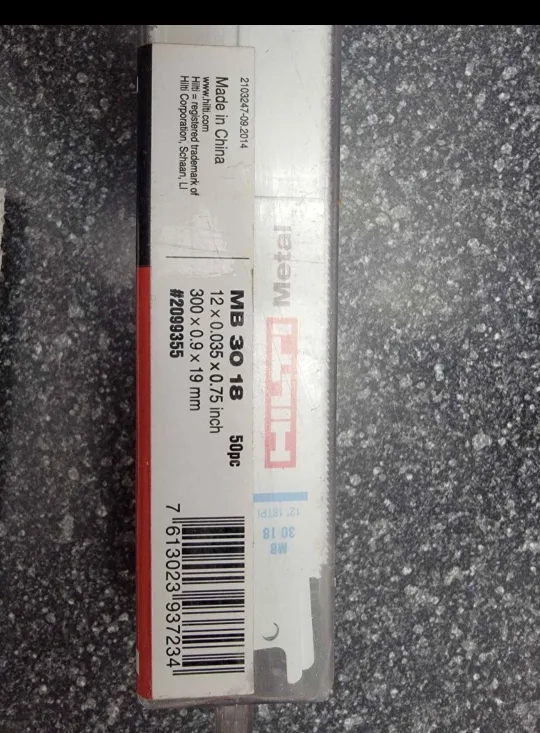 2103247-09.2014
Made in China
www.hilti.com
Hilti = registered trademark of
Hilti Corporation, Schaan, LI
MB 30 18 50pc
12 x 0.035 x 0.75 inch
300 x 0.9 x 19 mm
#2099355
7 613023 937234
Metal
HILTI
12" 18TPI
MB
30 18